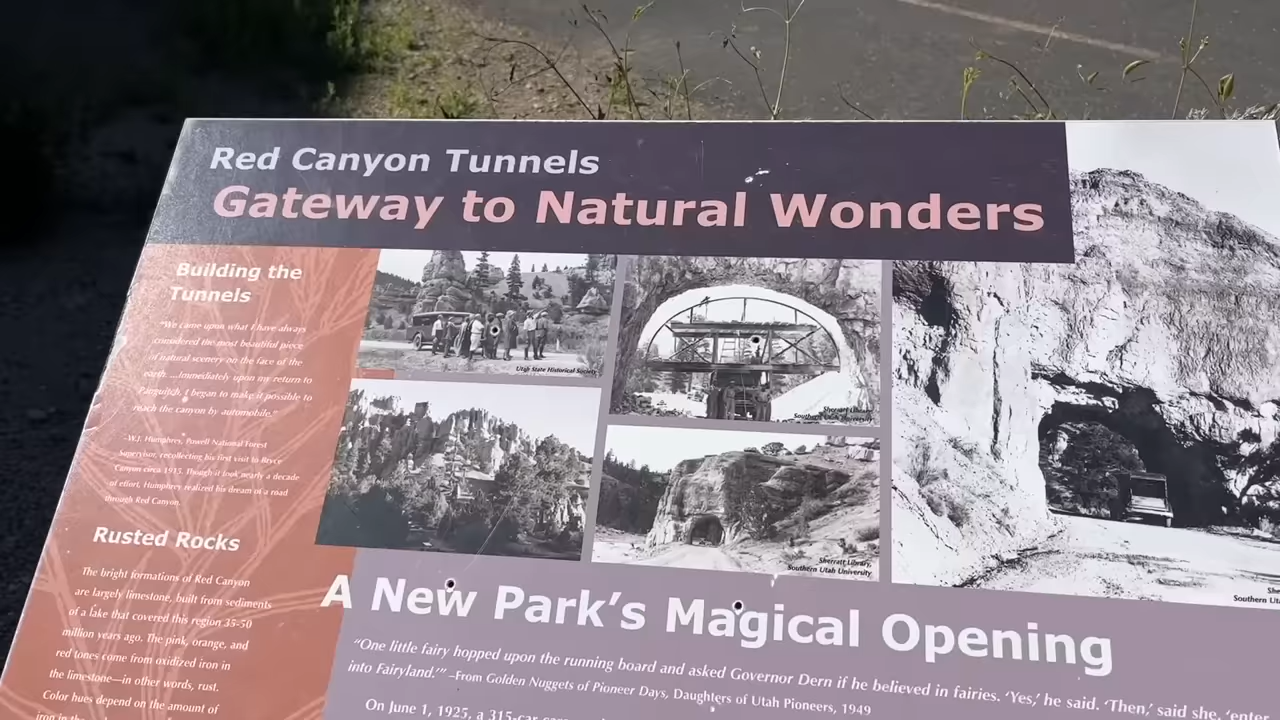 Red Canyon Tunnels
Gateway to Natural Wonders
Building the
Tunnels
"We came upon what I have always
considered the most beautiful piece
of natural scenery on the face of the
earth. ...Immediately upon my return to
Panguitch, I began to make it possible to
reach the canyon by automobile."
–W.J. Humphrey, Powell National Forest
Supervisor, recollecting his first visit to Bryce
Canyon circa 1915. Though it took nearly a decade
of effort, Humphrey realized his dream of a road
through Red Canyon.
Rusted Rocks
The bright formations of Red Canyon
are largely limestone, built from sediments
of a lake that covered this region 35-50
million years ago. The pink, orange, and
red tones come from oxidized iron in
the limestone—in other words, rust.
Color hues depend on the amount of
iron in the
Utah State Historical Society
Sherratt Library,
Southern Utah University
Sherratt Library,
Southern Utah University
She
Southern Uta
A New Park's Magical Opening
"One little fairy hopped upon the running board and asked Governor Dern if he believed in fairies. 'Yes,' he said. 'Then,' said she, 'enter
into Fairyland.'" –From Golden Nuggets of Pioneer Days, Daughters of Utah Pioneers, 1949
On June 1, 1925, a 315-car